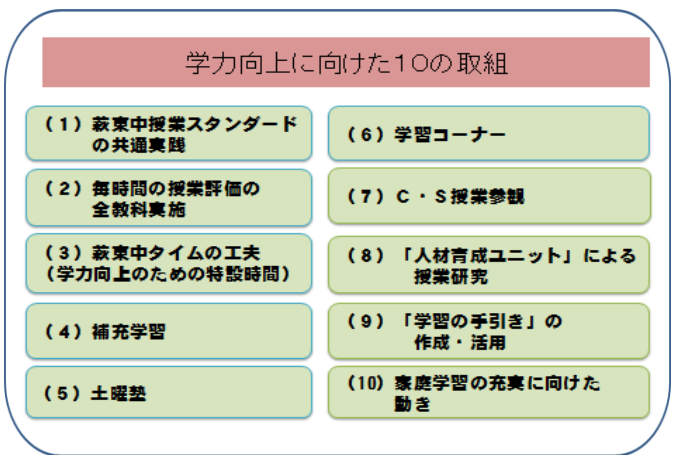 学力向上に向けた10の取組
(1)萩東中授業スタンダード
の共通実践
(2)毎時間の授業評価の
全教科実施
(3)萩東中タイムの工夫
(学力向上のための特設時間)
(4)補充学習
(5)土曜塾
(6)学習コーナー
(7)C・S授業参観
(8)「人材育成ユニット」による
授業研究
(9)「学習の手引き」の
作成・活用
(10)家庭学習の充実に向けた
動き